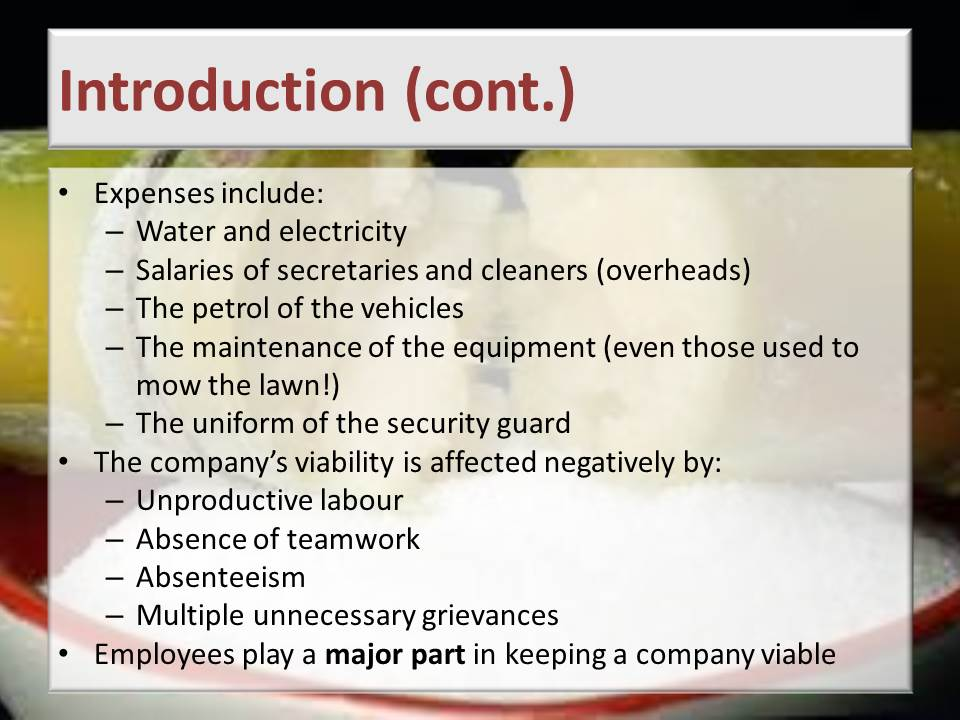 Introduction (cont.)
• Expenses include:
– Water and electricity
– Salaries of secretaries and cleaners (overheads)
– The petrol of the vehicles
– The maintenance of the equipment (even those used to
mow the lawn!)
– The uniform of the security guard
• The company’s viability is affected negatively by:
– Unproductive labour
– Absence of teamwork
– Absenteeism
– Multiple unnecessary grievances
• Employees play a major part in keeping a company viable